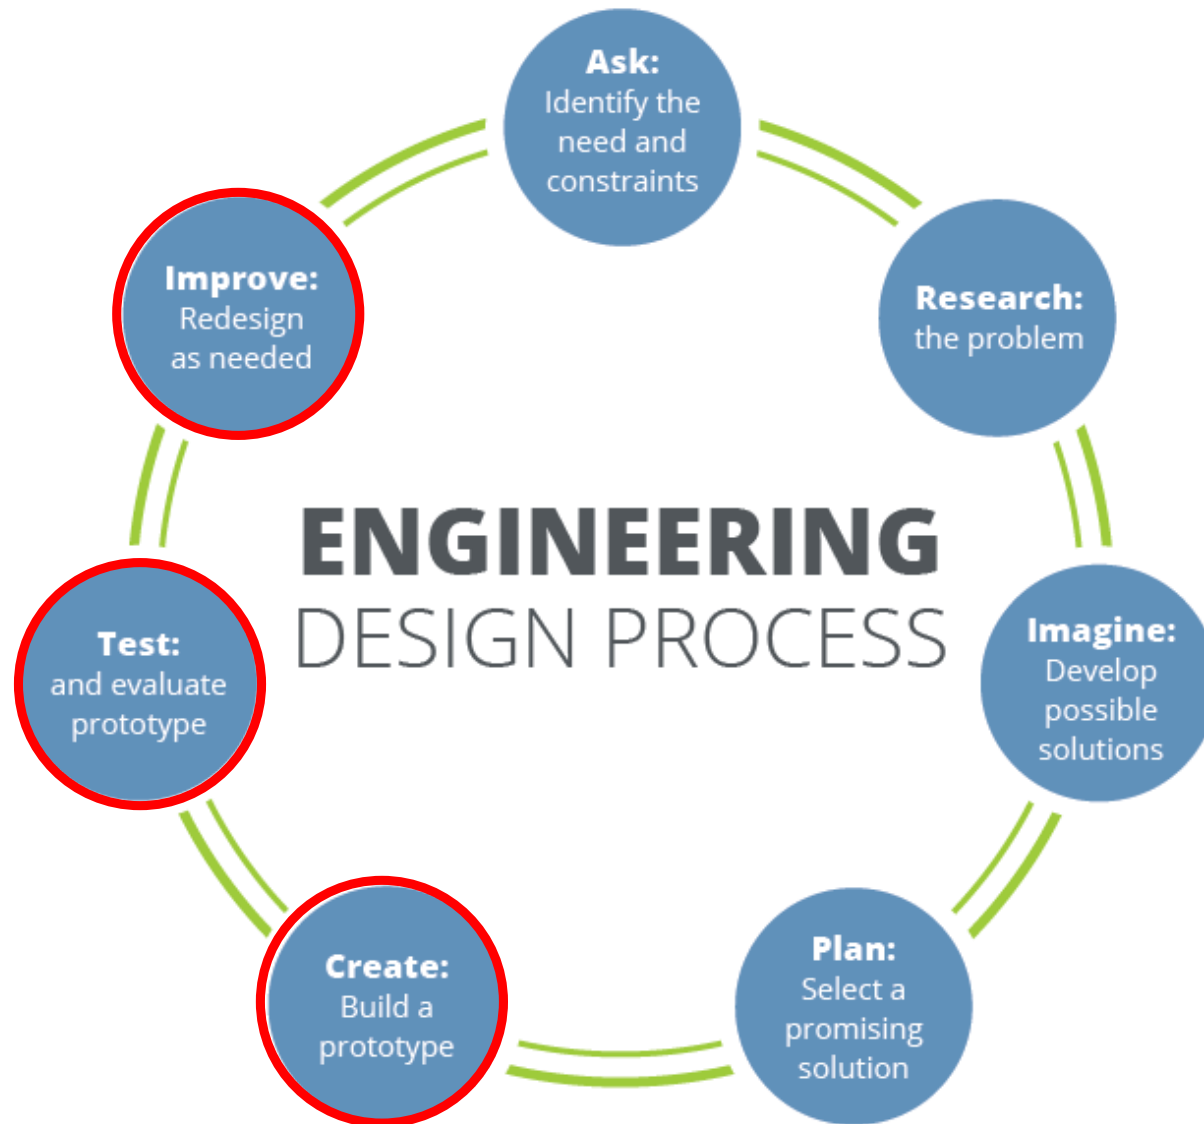 Ask:
Identify the
need and
constraints
Research:
the problem
Imagine:
Develop
possible
solutions
Plan:
Select a
promising
solution
Create:
Build a
prototype
Test:
and evaluate
prototype
Improve:
Redesign
as needed
ENGINEERING
DESIGN PROCESS